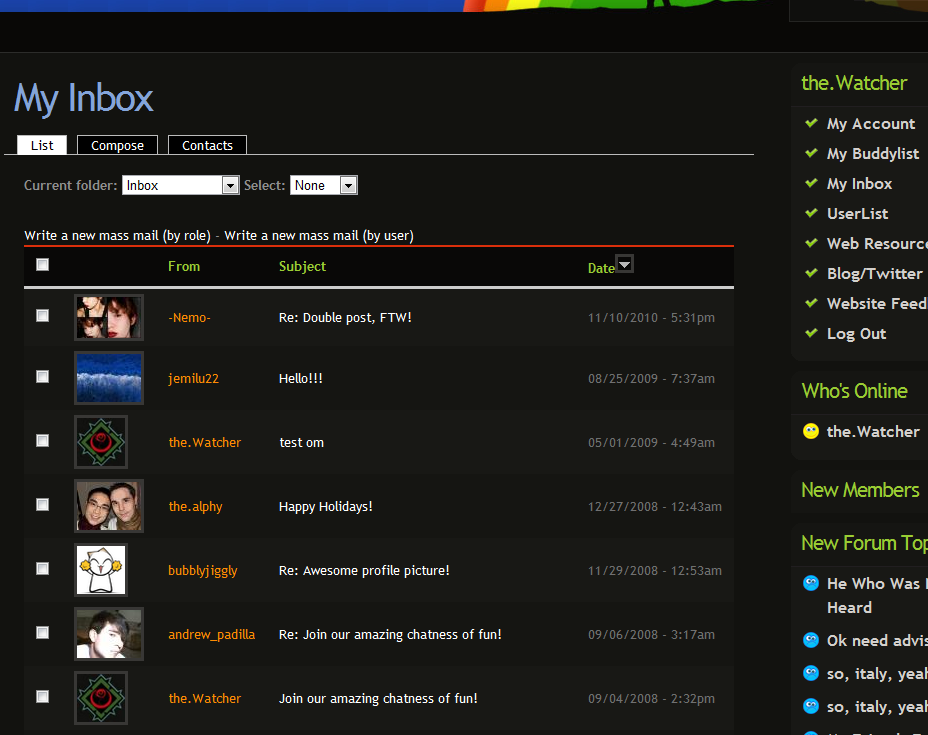 My Inbox
List Compose Contacts
Current folder: Inbox Select: None
Write a new mass mail (by role) - Write a new mass mail (by user)
From Subject Date
-Nemo- Re: Double post, FTW! 11/10/2010 - 5:31pm
jemilu22 Hello!!! 08/25/2009 - 7:37am
the.Watcher test om 05/01/2009 - 4:49am
the.alphy Happy Holidays! 12/27/2008 - 12:43am
bubblyjiggly Re: Awesome profile picture! 11/29/2008 - 12:53am
andrew_padilla Re: Join our amazing chatness of fun! 09/06/2008 - 3:17am
the.Watcher Join our amazing chatness of fun! 09/04/2008 - 2:32pm
the.Watcher
My Account
My Buddylist
My Inbox
UserList
Web Resource
Blog/Twitter
Website Feed
Log Out
Who's Online
the.Watcher
New Members
New Forum Top
He Who Was
Heard
Ok need advis
so, italy, yeah
so, italy, yeah